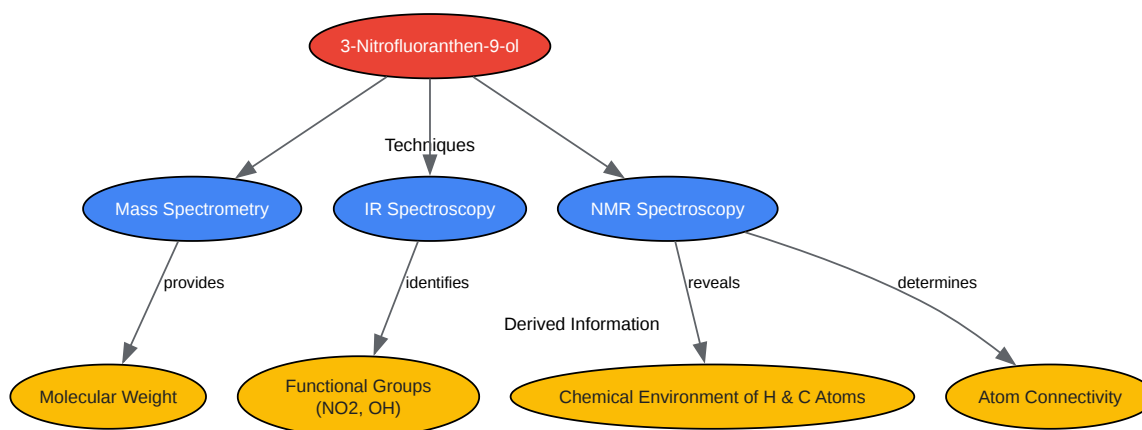 3-Nitrofluoranthen-9-ol
Techniques
Mass Spectrometry
IR Spectroscopy
NMR Spectroscopy
provides
identifies
reveals
determines
Derived Information
Molecular Weight
Functional Groups
(NO2, OH)
Chemical Environment of H & C Atoms
Atom Connectivity